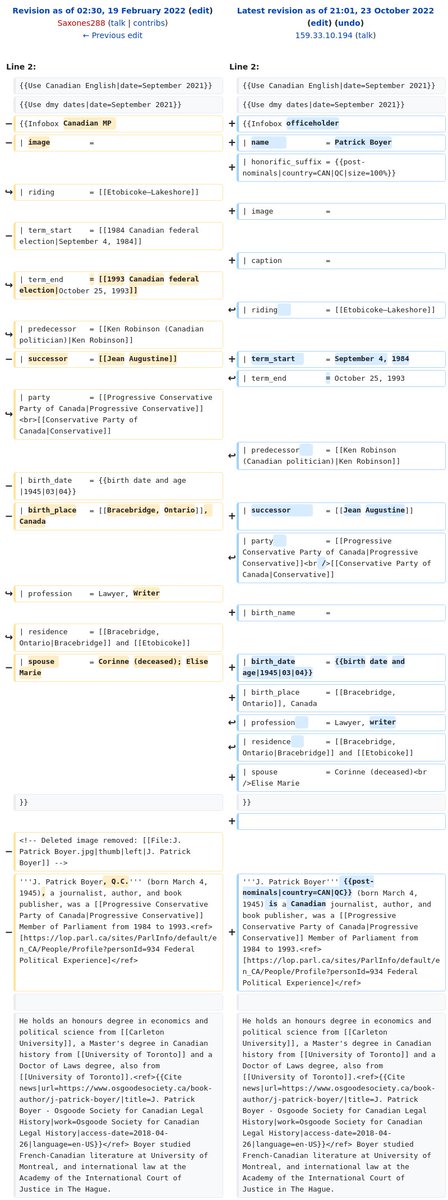 Revision as of 02:30, 19 February 2022 (edit)
Saxones288 (talk | contribs)
← Previous edit
Line 2:
{{Use Canadian English|date=September 2021}}
{{Use dmy dates|date=September 2021}}
− {{Infobox Canadian MP
− | image =
| riding = [[Etobicoke—Lakeshore]]
− | term_start = [[1984 Canadian federal
election|September 4, 1984]]
| term_end = [[1993 Canadian federal
election|October 25, 1993]]
| predecessor = [[Ken Robinson (Canadian
politician)|Ken Robinson]]
− | successor = [[Jean Augustine]]
| party = [[Progressive Conservative
Party of Canada|Progressive Conservative]]
<br>[[Conservative Party of
Canada|Conservative]]
− | birth_date = {{birth date and age
|1945|03|04}}
− | birth_place = [[Bracebridge, Ontario]],
Canada
| profession = Lawyer, Writer
| residence = [[Bracebridge,
Ontario|Bracebridge]] and [[Etobicoke]]
− | spouse = Corinne (deceased); Elise
Marie
}}
− <!-- Deleted image removed: [[File:J.
Patrick Boyer.jpg|thumb|left|J. Patrick
Boyer]] -->
− '''J. Patrick Boyer, Q.C.''' (born March 4,
1945), a journalist, author, and book
publisher, was a [[Progressive Conservative
Party of Canada|Progressive Conservative]]
Member of Parliament from 1984 to 1993.<ref>
[https://lop.parl.ca/sites/ParlInfo/default/e
n_CA/People/Profile?personId=934 Federal
Political Experience]</ref>
He holds an honours degree in economics and
political science from [[Carleton
University]], a Master's degree in Canadian
history from [[University of Toronto]] and a
Doctor of Laws degree, also from
[[University of Toronto]].<ref>{{Cite
news|url=https://www.osgoodesociety.ca/book-
author/j-patrick-boyer/|title=J. Patrick
Boyer - Osgoode Society for Canadian Legal
History|work=Osgoode Society for Canadian
Legal History|access-date=2018-04-
26|language=en-US}}</ref> Boyer studied
French-Canadian literature at University of
Montreal, and international law at the
Academy of the International Court of
Justice in The Hague.
Latest revision as of 21:01, 23 October 2022
(edit) (undo)
159.33.10.194 (talk)
Line 2:
{{Use Canadian English|date=September 2021}}
{{Use dmy dates|date=September 2021}}
+ {{Infobox officeholder
+ | name = Patrick Boyer
+ | honorific_suffix = {{post-
nominals|country=CAN|QC|size=100%}}
+ | image =
+ | caption =
| riding = [[Etobicoke—Lakeshore]]
+ | term_start = September 4, 1984
| term_end = October 25, 1993
| predecessor = [[Ken Robinson
(Canadian politician)|Ken Robinson]]
+ | successor = [[Jean Augustine]]
| party = [[Progressive
Conservative Party of Canada|Progressive
Conservative]]<br />[[Conservative Party of
Canada|Conservative]]
+ | birth_name =
+ | birth_date = {{birth date and
age|1945|03|04}}
+ | birth_place = [[Bracebridge,
Ontario]], Canada
| profession = Lawyer, writer
| residence = [[Bracebridge,
Ontario|Bracebridge]] and [[Etobicoke]]
+ | spouse = Corinne (deceased)<br
/>Elise Marie
}}
+
+ '''J. Patrick Boyer''' {{post-
nominals|country=CAN|QC}} (born March 4,
1945) is a Canadian journalist, author, and
book publisher, was a [[Progressive
Conservative Party of Canada|Progressive
Conservative]] Member of Parliament from
1984 to 1993.<ref>
[https://lop.parl.ca/sites/ParlInfo/default/e
n_CA/People/Profile?personId=934 Federal
Political Experience]</ref>
He holds an honours degree in economics and
political science from [[Carleton
University]], a Master's degree in Canadian
history from [[University of Toronto]] and a
Doctor of Laws degree, also from
[[University of Toronto]].<ref>{{Cite
news|url=https://www.osgoodesociety.ca/book-
author/j-patrick-boyer/|title=J. Patrick
Boyer - Osgoode Society for Canadian Legal
History|work=Osgoode Society for Canadian
Legal History|access-date=2018-04-
26|language=en-US}}</ref> Boyer studied
French-Canadian literature at University of
Montreal, and international law at the
Academy of the International Court of
Justice in The Hague.